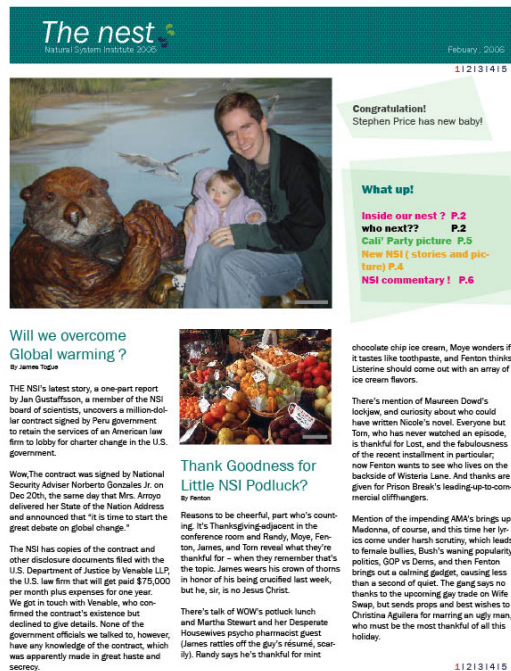 The nest
Natural System Institute 2006
Febuary , 2006
1|2|3|4|5
Congratulation!
Stephen Price has new baby!
What up!
Inside our nest ? P.2
who next?? P.2
Cali' Party picture P.5
New NSI ( stories and pic-
ture) P.4
NSI commentary ! P.6
Will we overcome
Global warming ?
By James Togue
THE NSI's latest story, a one-part report
by Jan Gustaffsson, a member of the NSI
board of scientists, uncovers a million-dol-
lar contract signed by Peru government
to retain the services of an American law
firm to lobby for charter change in the U.S.
government.
Wow,The contract was signed by National
Security Adviser Norberto Gonzales Jr. on
Dec 20th, the same day that Mrs. Arroyo
delivered her State of the Nation Address
and announced that "it is time to start the
great debate on global change."
The NSI has copies of the contract and
other disclosure documents filed with the
U.S. Department of Justice by Venable LLP,
the U.S. law firm that will get paid $75,000
per month plus expenses for one year.
We got in touch with Venable, who con-
firmed the contract's existence but
declined to give details. None of the
government officials we talked to, however,
have any knowledge of the contract, which
was apparently made in great haste and
secrecy.
Thank Goodness for
Little NSI Podluck?
By Fenton
Reasons to be cheerful, part who's count-
ing. It's Thanksgiving-adjacent in the
conference room and Randy, Moye, Fen-
ton, James, and Tom reveal what they're
thankful for – when they remember that's
the topic. James wears his crown of thorns
in honor of his being crucified last week,
but he, sir, is no Jesus Christ.
There's talk of WOW's potluck lunch
and Martha Stewart and her Desperate
Housewives psycho pharmacist guest
(James rattles off the guy's résumé, scar-
ily). Randy says he's thankful for mint
chocolate chip ice cream, Moye wonders if
it tastes like toothpaste, and Fenton thinks
Listerine should come out with an array of
ice cream flavors.
There's mention of Maureen Dowd's
lockjaw, and curiosity about who could
have written Nicole's novel. Everyone but
Tom, who has never watched an episode,
is thankful for Lost, and the fabulousness
of the recent installment in particular;
now Fenton wants to see who lives on the
backside of Wisteria Lane. And thanks are
given for Prison Break's leading-up-to-com-
mercial cliffhangers.
Mention of the impending AMA's brings up
Madonna, of course, and this time her lyr-
ics come under harsh scrutiny, which leads
to female bullies, Bush's waning popularity,
politics, GOP vs Dems, and then Fenton
brings out a calming gadget, causing less
than a second of quiet. The gang says no
thanks to the upcoming gay trade on Wife
Swap, but sends props and best wishes to
Christina Aguilera for marring an ugly man,
who must be the most thankful of all this
holiday.
1|2|3|4|5